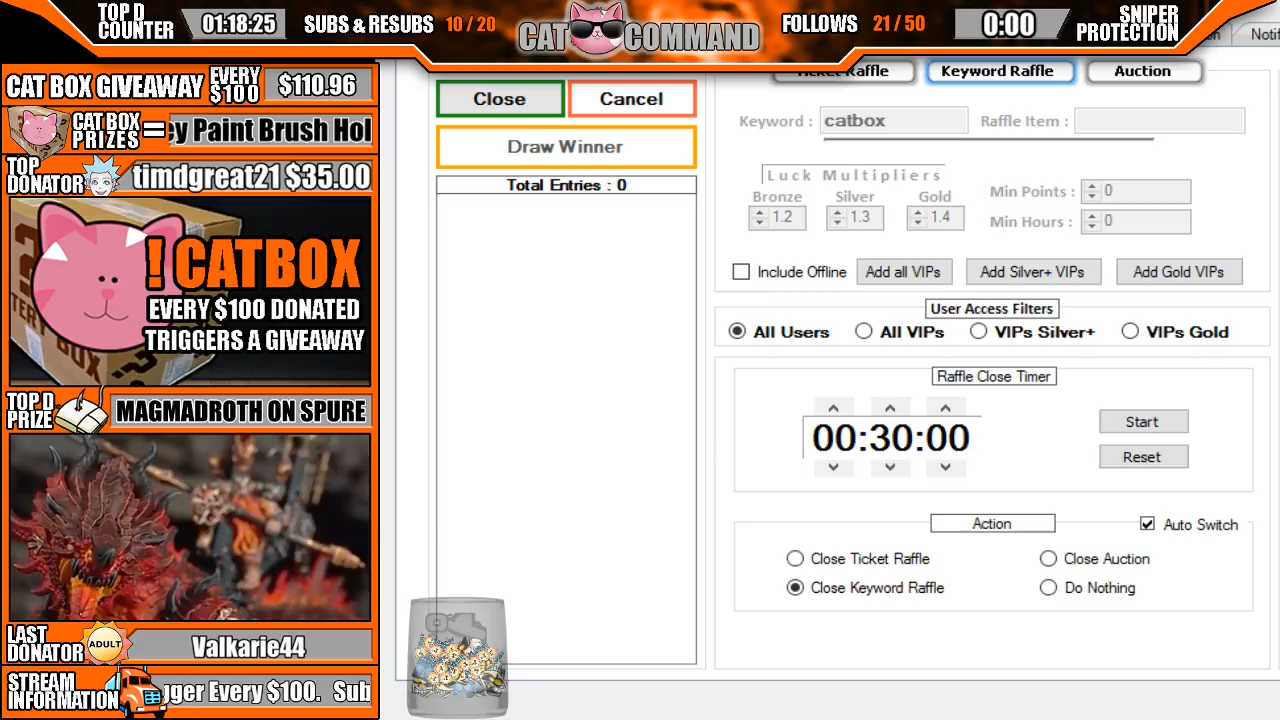 TOP D
COUNTER
01:18:25
SUBS & RESUBS 10 / 20
CAT COMMAND
FOLLOWS 21 / 50
0:00
SNIPER
PROTECTION
CAT BOX GIVEAWAY
EVERY
$100
$110.96
CAT BOX
PRIZES
=
Paint Brush Hol
TOP
DONATOR
timdgreat21 $35.00
! CATBOX
EVERY $100 DONATED
TRIGGERS A GIVEAWAY
BOX
TOP D
PRIZE
MAGMADROTH ON SPURE
LAST
DONATOR
ADULT
Valkarie44
STREAM
INFORMATION
gger Every $100. Sub
Close
Cancel
Draw Winner
Total Entries : 0
Ticket Raffle
Keyword Raffle
Auction
Notif
Keyword :
catbox
Raffle Item :
Luck Multipliers
Bronze
Silver
Gold
1.2
1.3
1.4
Min Points :
0
Min Hours :
0
Include Offline
Add all VIPs
Add Silver+ VIPs
Add Gold VIPs
User Access Filters
All Users
All VIPs
VIPs Silver+
VIPs Gold
Raffle Close Timer
00:30:00
Start
Reset
Action
Auto Switch
Close Ticket Raffle
Close Auction
Close Keyword Raffle
Do Nothing